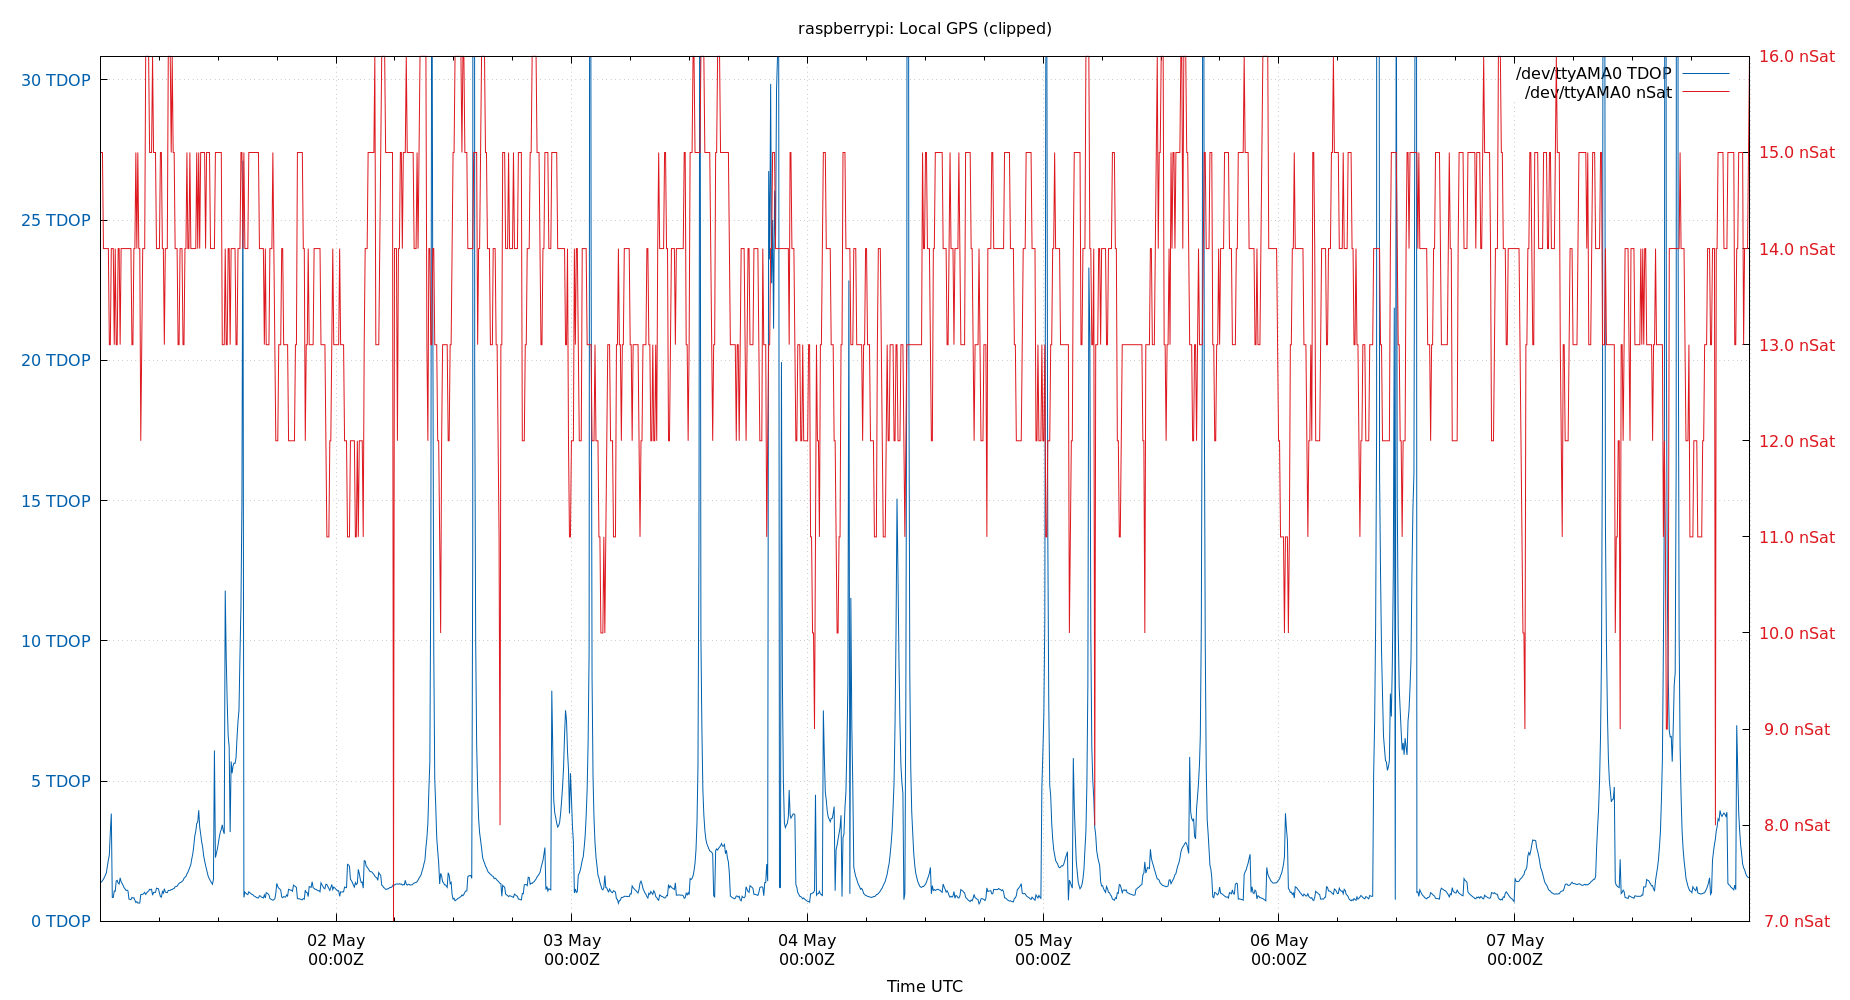 raspberrypi: Local GPS (clipped)
/dev/ttyAMA0 TDOP
/dev/ttyAMA0 nSat
30 TDOP
25 TDOP
20 TDOP
15 TDOP
10 TDOP
5 TDOP
0 TDOP
16.0 nSat
15.0 nSat
14.0 nSat
13.0 nSat
12.0 nSat
11.0 nSat
10.0 nSat
9.0 nSat
8.0 nSat
7.0 nSat
02 May
00:00Z
03 May
00:00Z
04 May
00:00Z
05 May
00:00Z
06 May
00:00Z
07 May
00:00Z
Time UTC